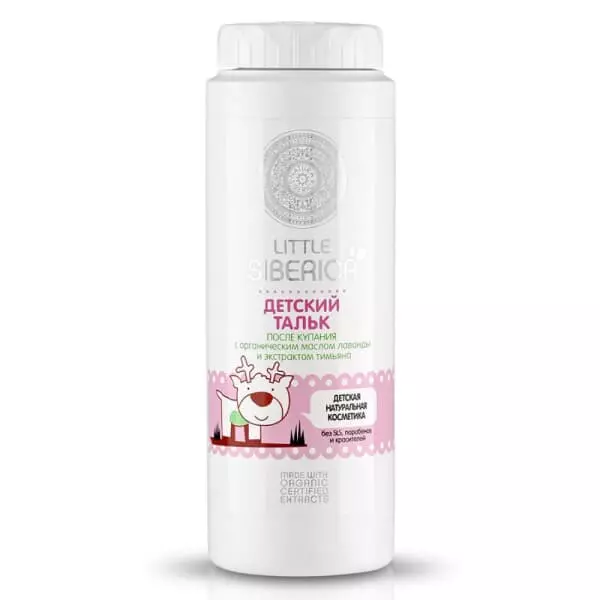 LITTLE
SIBERICA
ДЕТСКИЙ
ТАЛЬК
ПОСЛЕ КУПАНИЯ
с органическим маслом лаванды
и экстрактом тимьяна
ДЕТСКАЯ
НАТУРАЛЬНАЯ
КОСМЕТИКА
без SLS, парабенов
и красителей
MADE WITH
ORGANIC
CERTIFIED
EXTRACTS